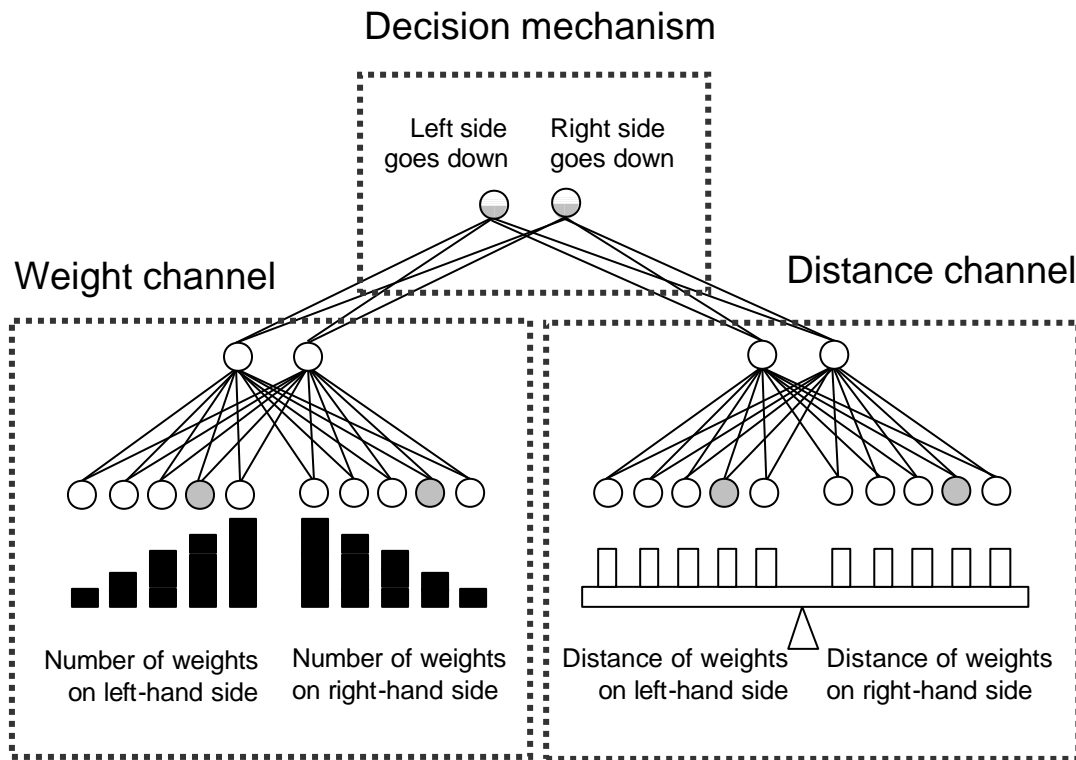 Decision mechanism
Left side
goes down
Right side
goes down
Weight channel
Distance channel
Number of weights
on left-hand side
Number of weights
on right-hand side
Distance of weights
on left-hand side
Distance of weights
on right-hand side